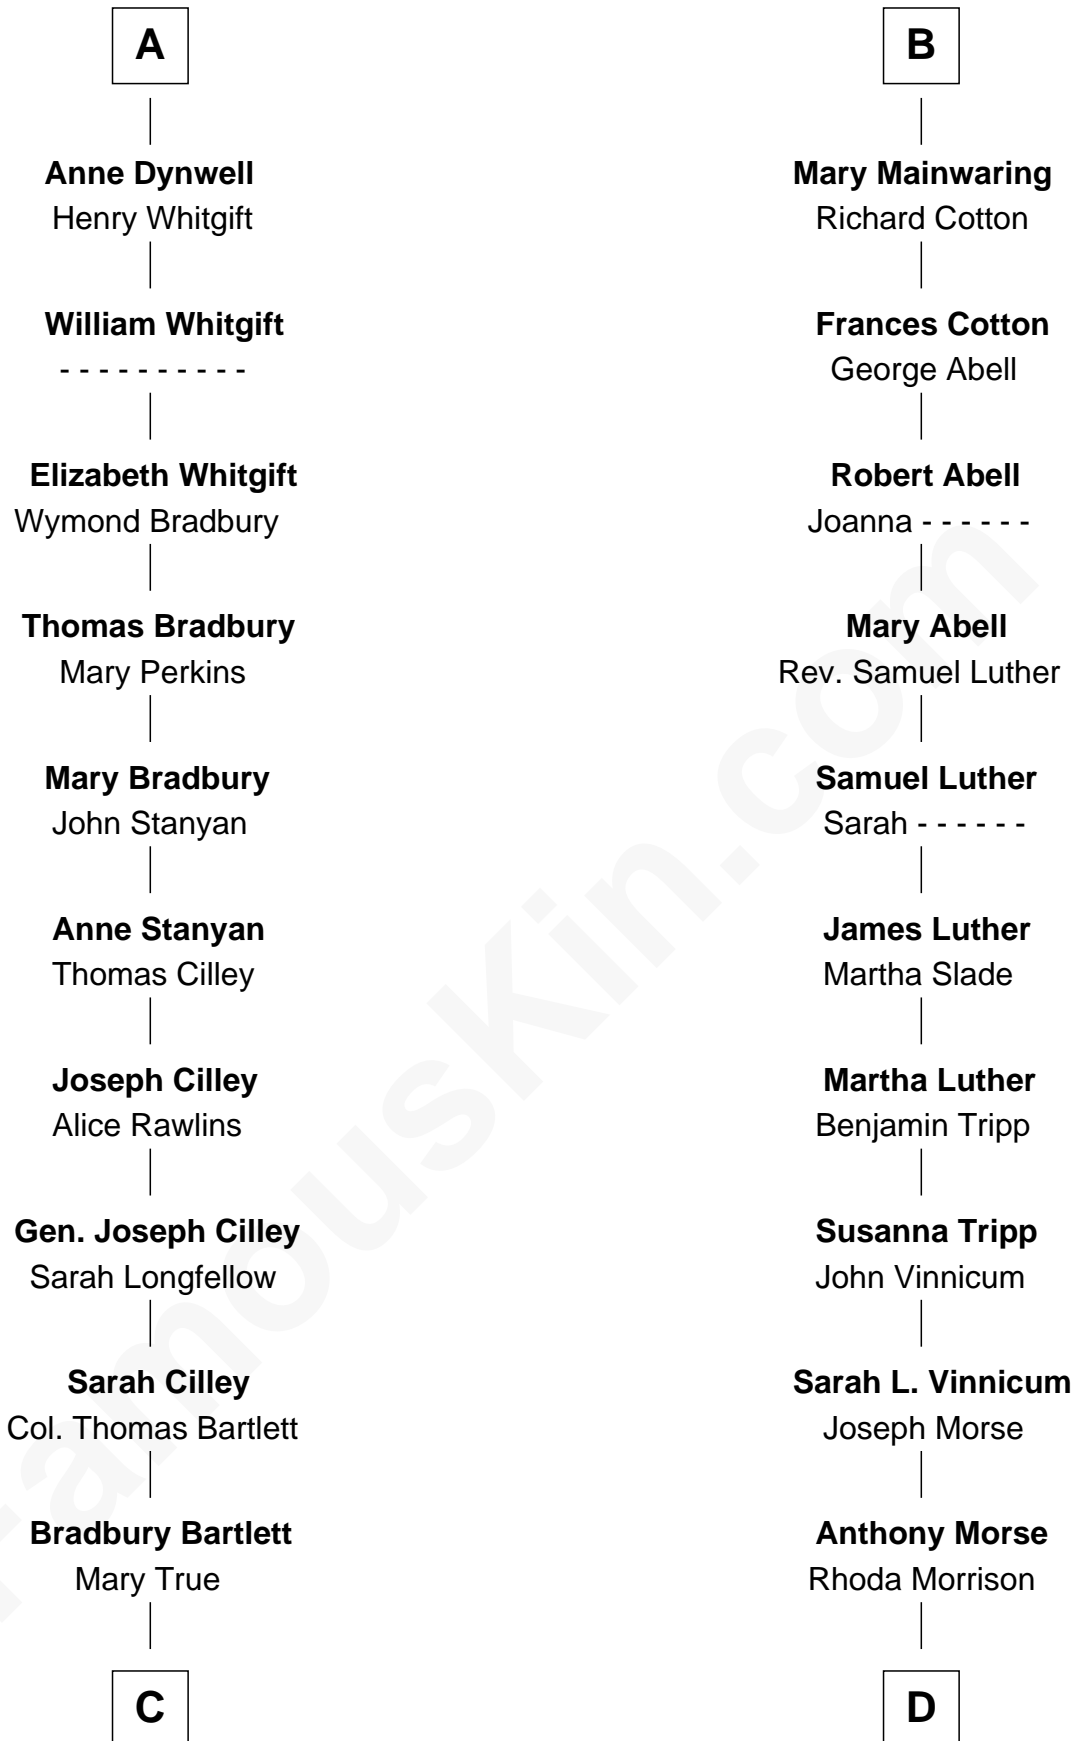 A
Anne Dynwell
Henry Whitgift
William Whitgift
- - - - - - - - - -
Elizabeth Whitgift
Wymond Bradbury
Thomas Bradbury
Mary Perkins
Mary Bradbury
John Stanyan
Anne Stanyan
Thomas Cilley
Joseph Cilley
Alice Rawlins
Gen. Joseph Cilley
Sarah Longfellow
Sarah Cilley
Col. Thomas Bartlett
Bradbury Bartlett
Mary True
C
B
Mary Mainwaring
Richard Cotton
Frances Cotton
George Abell
Robert Abell
Joanna - - - - - -
Mary Abell
Rev. Samuel Luther
Samuel Luther
Sarah - - - - - -
James Luther
Martha Slade
Martha Luther
Benjamin Tripp
Susanna Tripp
John Vinnicum
Sarah L. Vinnicum
Joseph Morse
Anthony Morse
Rhoda Morrison
D
FamousKin.com